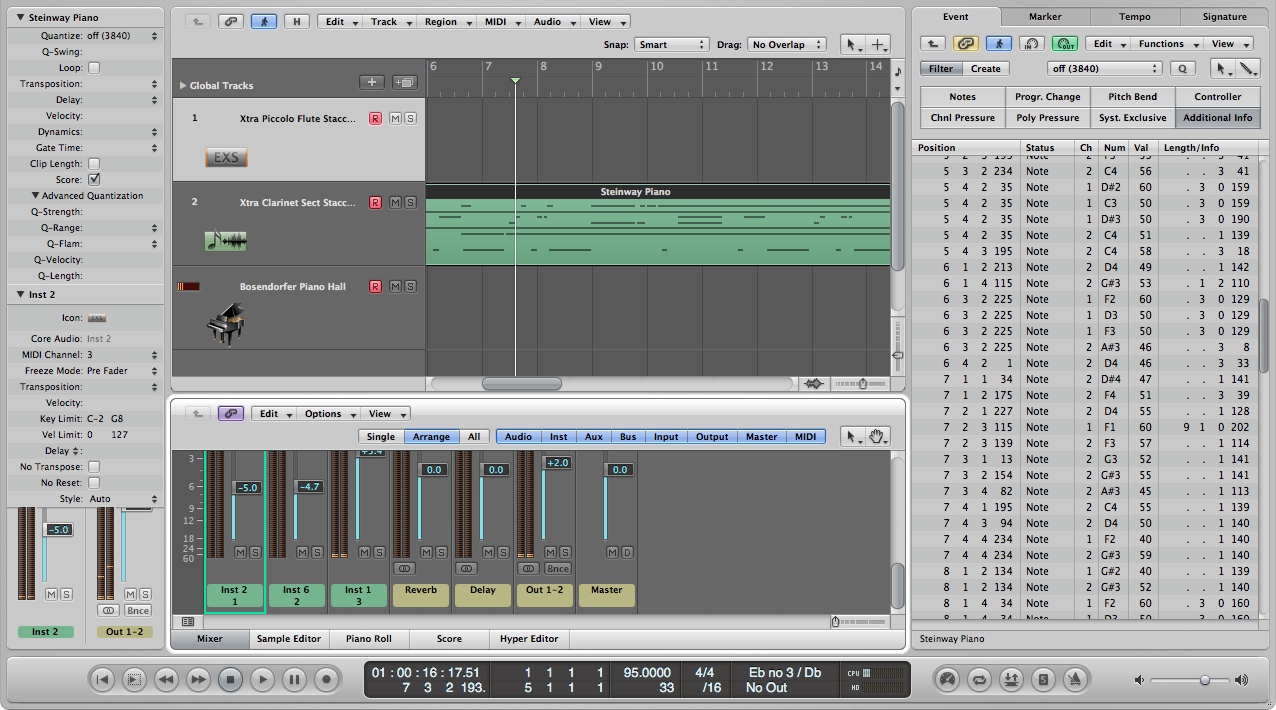 Steinway Piano
Quantize: off (3840)
Q-Swing:
Loop:
Transposition:
Delay:
Velocity:
Dynamics:
Gate Time:
Clip Length:
Score:
Advanced Quantization
Q-Strength:
Q-Range:
Q-Flam:
Q-Velocity:
Q-Length:
Inst 2
Icon:
Core Audio: Inst 2
MIDI Channel: 3
Freeze Mode: Pre Fader
Transposition:
Velocity:
Key Limit: C-2 G8
Vel Limit: 0 127
Delay :
No Transpose:
No Reset:
Style: Auto
-5.0
M S M S
Bnce
Inst 2 Out 1-2
H Edit Track Region MIDI Audio View
Snap: Smart Drag: No Overlap
6 7 8 9 10 11 12 13 14
Global Tracks
1 Xtra Piccolo Flute Stacc... R M S
EXS
Steinway Piano
2 Xtra Clarinet Sect Stacc... R M S
Bosendorfer Piano Hall R M S
Edit Options View
Single Arrange All Audio Inst Aux Bus Input Output Master MIDI
3 6 9 12 18 24 60
-5.0 -4.7 +3.4 0.0 0.0 +2.0 0.0
M S M S M S M S M S M S M D
Bnce
Inst 2 Inst 6 Inst 1 Reverb Delay Out 1-2 Master
1 2 3
Mixer Sample Editor Piano Roll Score Hyper Editor
Event Marker Tempo Signature
IN OUT Edit Functions View
Filter Create off (3840) Q
Notes Progr. Change Pitch Bend Controller
Chnl Pressure Poly Pressure Syst. Exclusive Additional Info
Position Status Ch Num Val Length/Info
5 3 2 195 Note 2 F3 55 . . 3 41
5 3 2 234 Note 2 C4 56 . . 3 41
5 4 2 35 Note 1 D#2 60 . 3 0 159
5 4 2 35 Note 1 C3 50 . 3 0 159
5 4 2 35 Note 1 D#3 50 . 3 0 190
5 4 2 35 Note 2 C4 51 . . 1 139
5 4 3 195 Note 2 C4 58 . . 3 18
6 1 2 213 Note 2 D4 49 . . 1 142
6 1 4 115 Note 2 G#3 53 . 1 2 110
6 3 2 225 Note 1 F2 60 . 3 0 129
6 3 2 225 Note 1 D3 50 . 3 0 129
6 3 2 225 Note 1 F3 50 . 3 0 129
6 3 2 225 Note 2 A#3 46 . . 3 8
6 4 2 1 Note 2 D4 46 . . 3 33
7 1 1 34 Note 2 D#4 47 . . 1 141
7 1 2 175 Note 2 F4 51 . . 3 39
7 2 1 227 Note 2 D4 55 . . 1 128
7 2 3 115 Note 1 F1 60 9 1 0 202
7 2 3 139 Note 2 F3 57 . . 1 114
7 3 1 13 Note 2 G3 52 . . 1 141
7 3 2 154 Note 2 G#3 55 . . 1 141
7 3 4 82 Note 2 A#3 45 . . 1 113
7 4 1 195 Note 2 C4 55 . . 1 139
7 4 3 94 Note 2 D4 50 . . 1 140
7 4 4 234 Note 1 F2 40 . . 1 140
7 4 4 234 Note 2 G#3 59 . . 1 140
8 1 2 134 Note 1 G#2 40 . . 1 139
8 1 2 134 Note 2 G#3 52 . . 1 140
8 1 4 34 Note 1 F2 60 . 3 0 160
8 1 4 34 Note 1 D3 50 . 3 0 160
Steinway Piano
01 : 00 : 16 : 17.51 1 1 1 1 95.0000 4/4 Eb no 3 / Db CPU
7 3 2 193. 5 1 1 1 33 /16 No Out HD
S